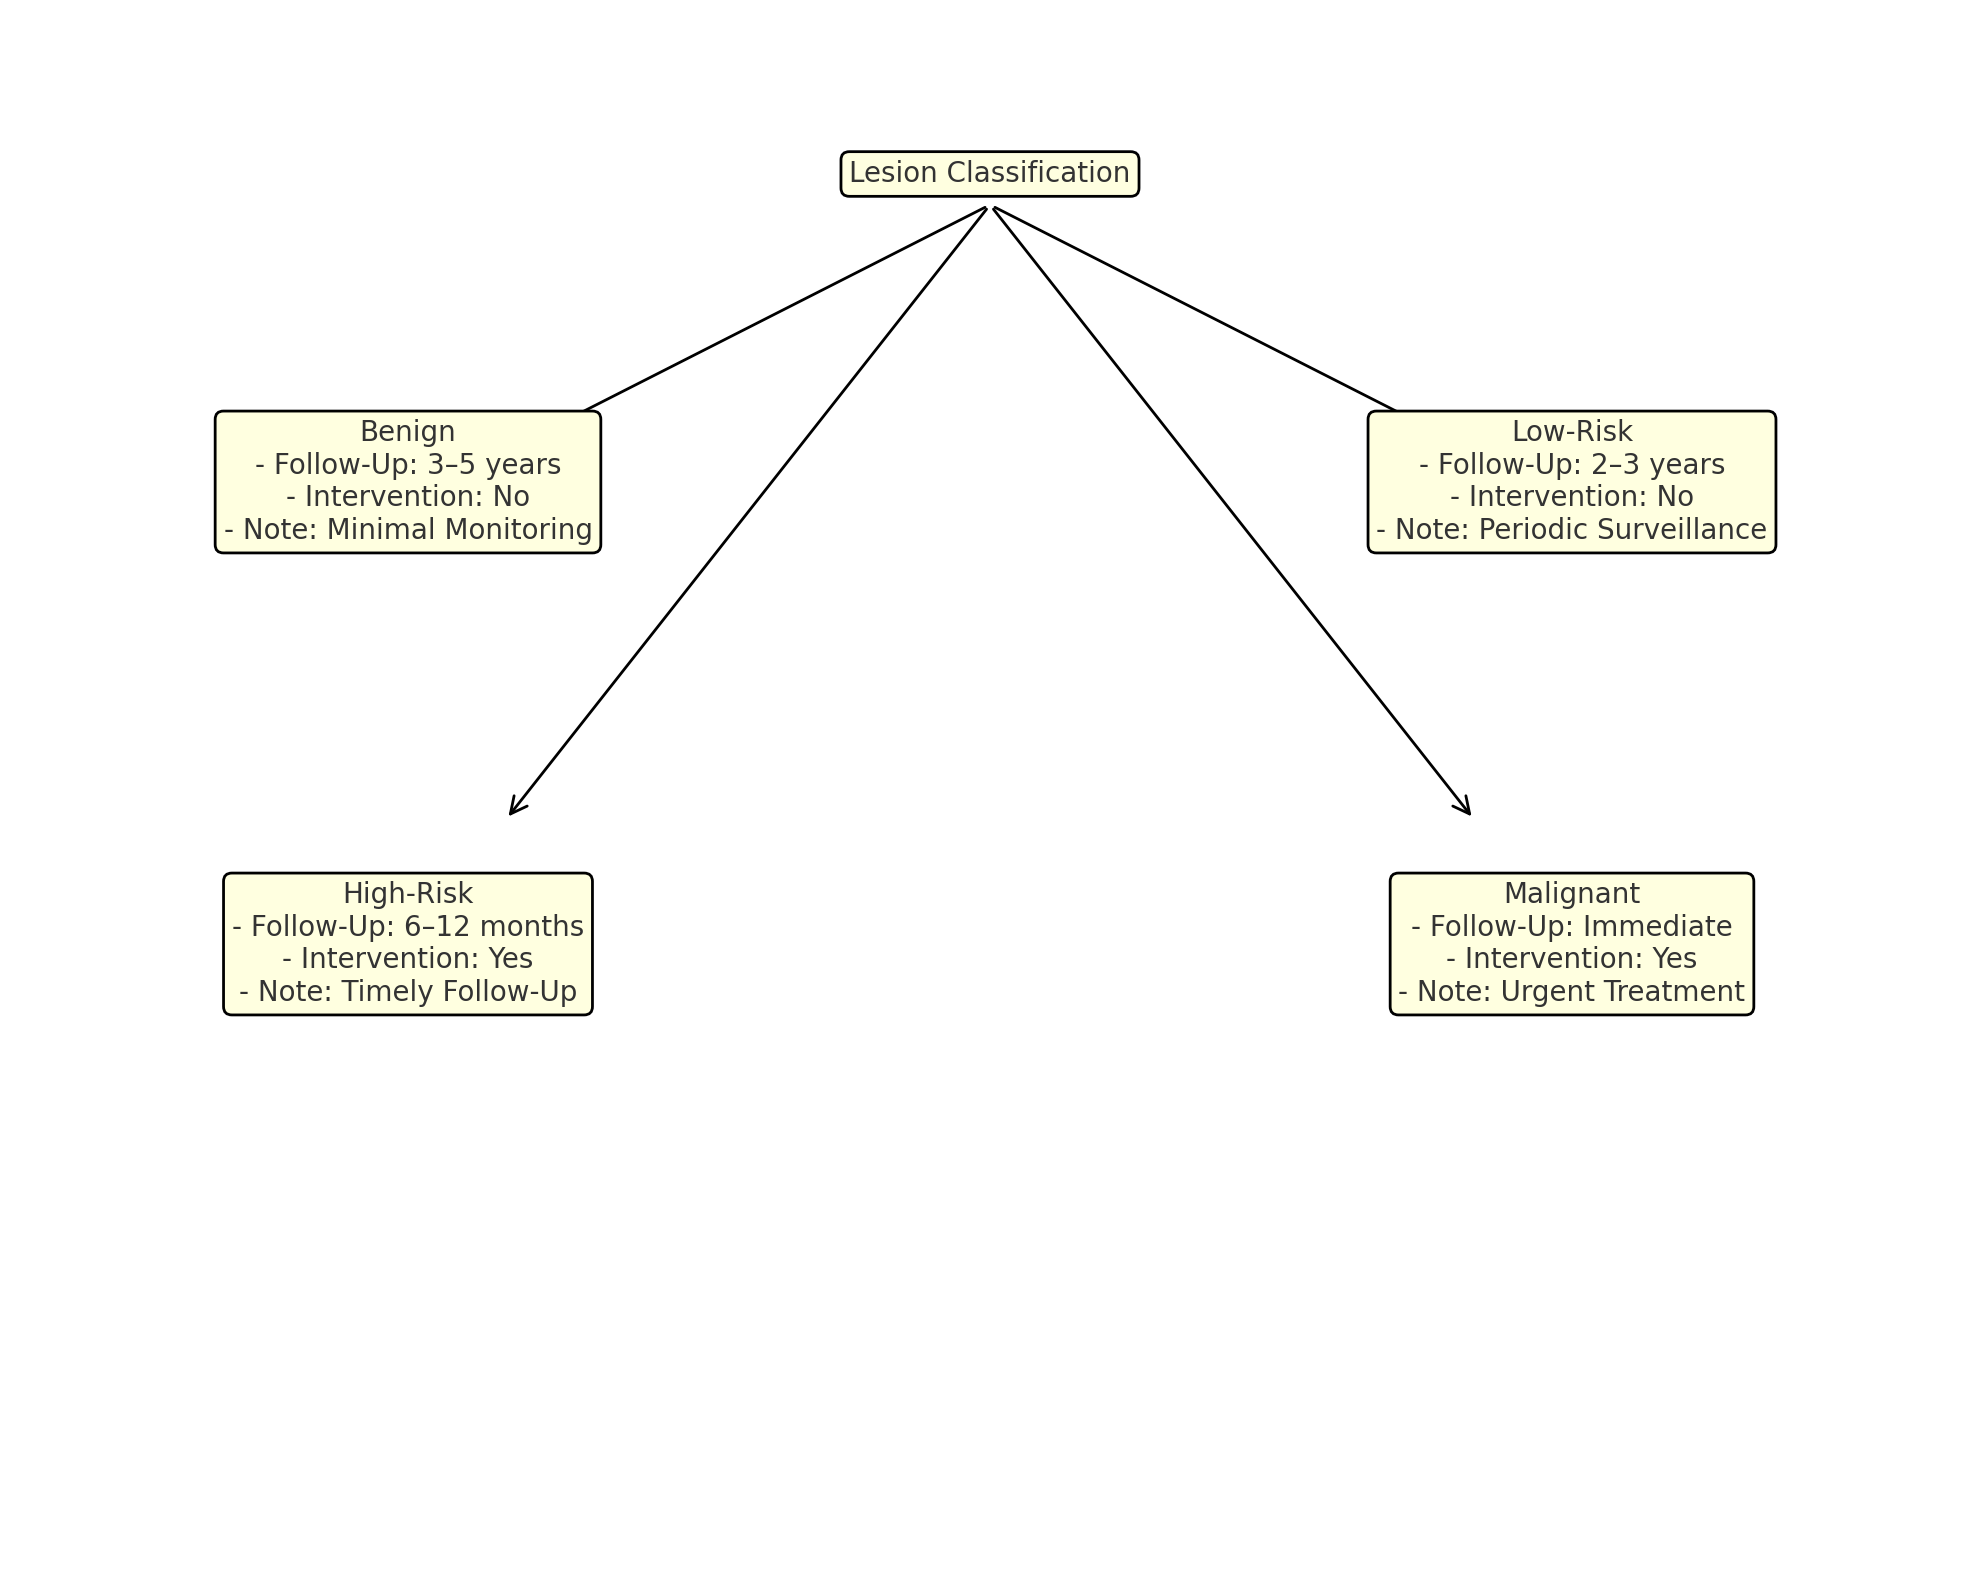 Lesion Classification
Benign
- Follow-Up: 3–5 years
- Intervention: No
- Note: Minimal Monitoring
Low-Risk
- Follow-Up: 2–3 years
- Intervention: No
- Note: Periodic Surveillance
High-Risk
- Follow-Up: 6–12 months
- Intervention: Yes
- Note: Timely Follow-Up
Malignant
- Follow-Up: Immediate
- Intervention: Yes
- Note: Urgent Treatment